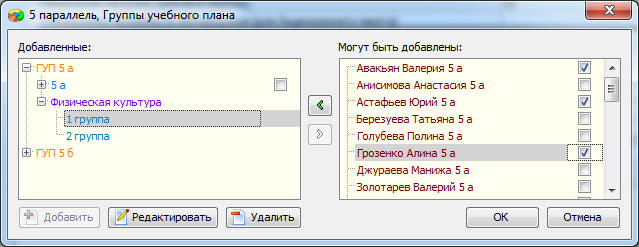 5 параллель, Группы учебного плана
Добавленные:
ГУП 5 а
5 а
Физическая культура
1 группа
2 группа
ГУП 5 б
Могут быть добавлены:
Авакьян Валерия 5 а
Анисимова Анастасия 5 а
Астафьев Юрий 5 а
Березуева Татьяна 5 а
Голубева Полина 5 а
Грозенко Алина 5 а
Джураева Манижа 5 а
Золотарев Валерий 5 а
Добавить
Редактировать
Удалить
OK
Отмена